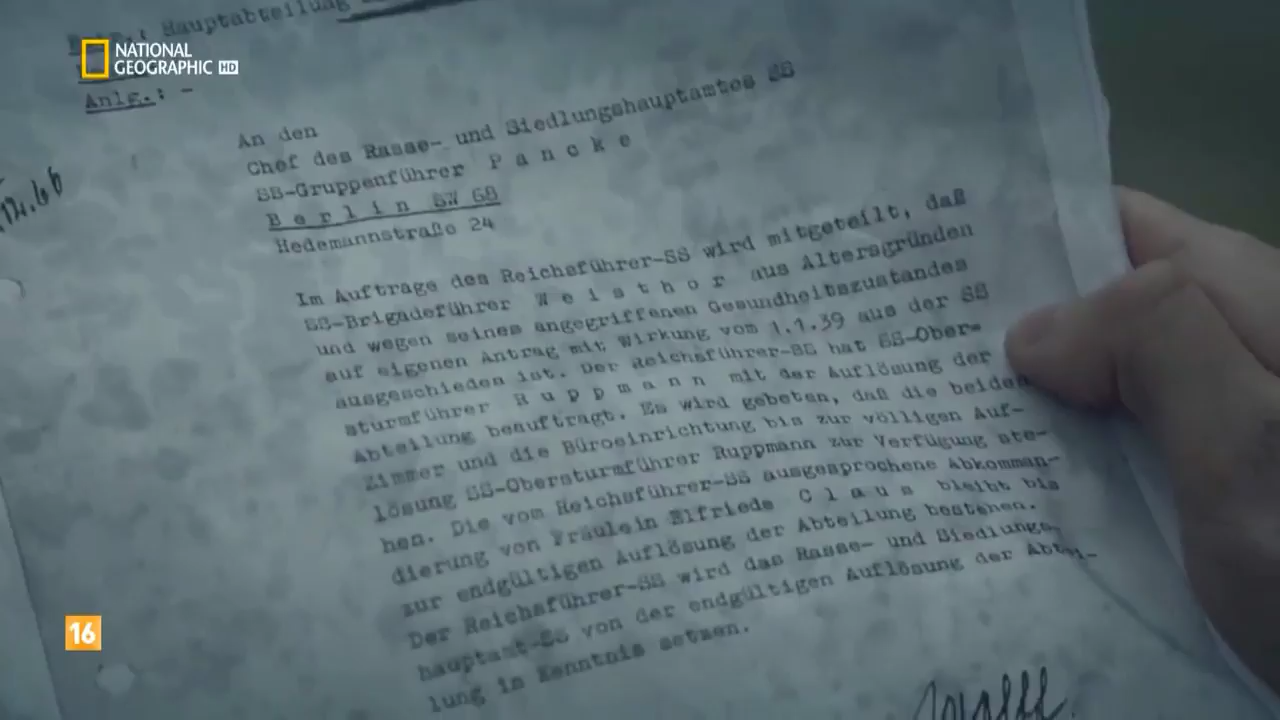 Hauptabteilung
NATIONAL
GEOGRAPHIC HD
Anlg.: -
An den
Chef des Rasse- und Siedlungshauptamtes SS
SS-Gruppenführer P a n c k e
B e r l i n SW 68
Hedemannstraße 24
12.66
Im Auftrage des Reichsführer-SS wird mitgeteilt, daß
SS-Brigadeführer W e i s t h o r aus Altersgründen
und wegen seines angegriffenen Gesundheitszustandes
auf eigenen Antrag mit Wirkung vom 1.1.39 aus der SS
ausgeschieden ist. Der Reichsführer-SS hat SS-Ober=
sturmführer R u p p m a n n mit der Auflösung der
Abteilung beauftragt. Es wird gebeten, daß die beiden
Zimmer und die Büroeinrichtung bis zur völligen Auf-
lösung SS-Obersturmführer Ruppmann zur Verfügung ste-
hen. Die vom Reichsführer-SS ausgesprochene Abkomman-
dierung von Fräulein Elfriede C l a u s bleibt bis
zur endgültigen Auflösung der Abteilung bestehen.
Der Reichsführer-SS wird das Rasse- und Siedlungs-
hauptamt-SS von der endgültigen Auflösung der Abtei-
lung in Kenntnis setzen.
Wolff
16